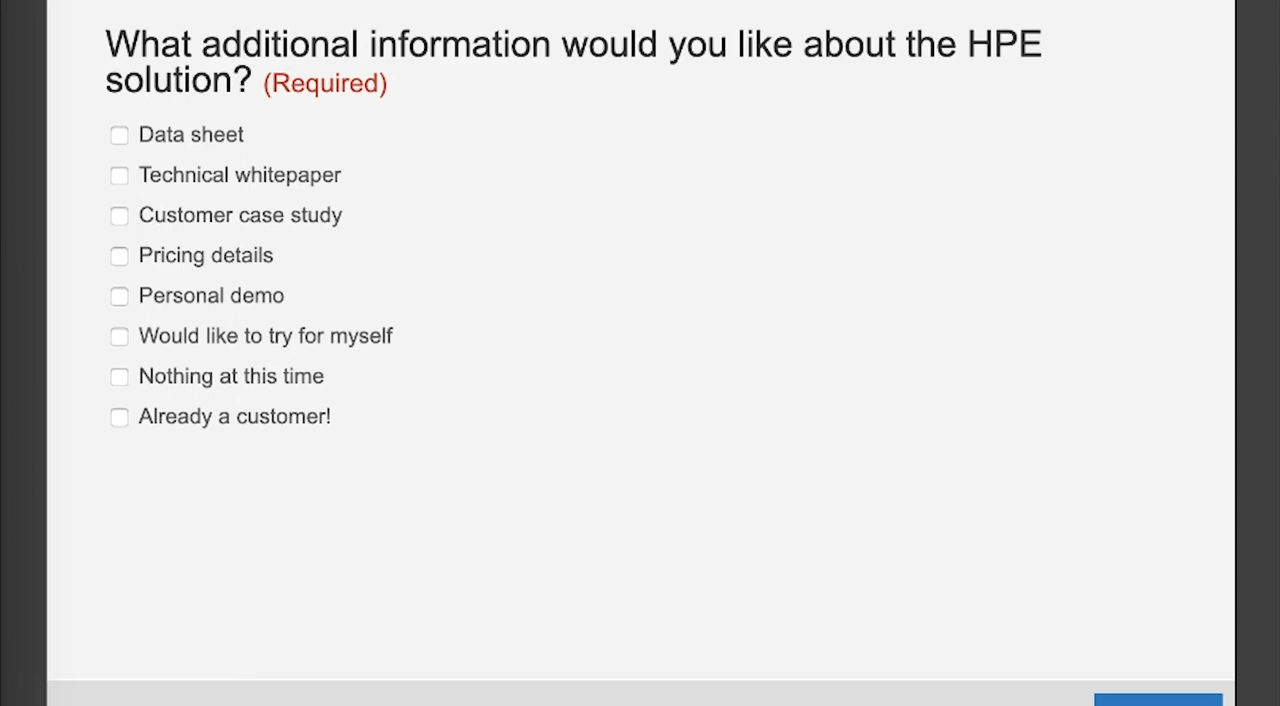 What additional information would you like about the HPE
solution? (Required)
Data sheet
Technical whitepaper
Customer case study
Pricing details
Personal demo
Would like to try for myself
Nothing at this time
Already a customer!